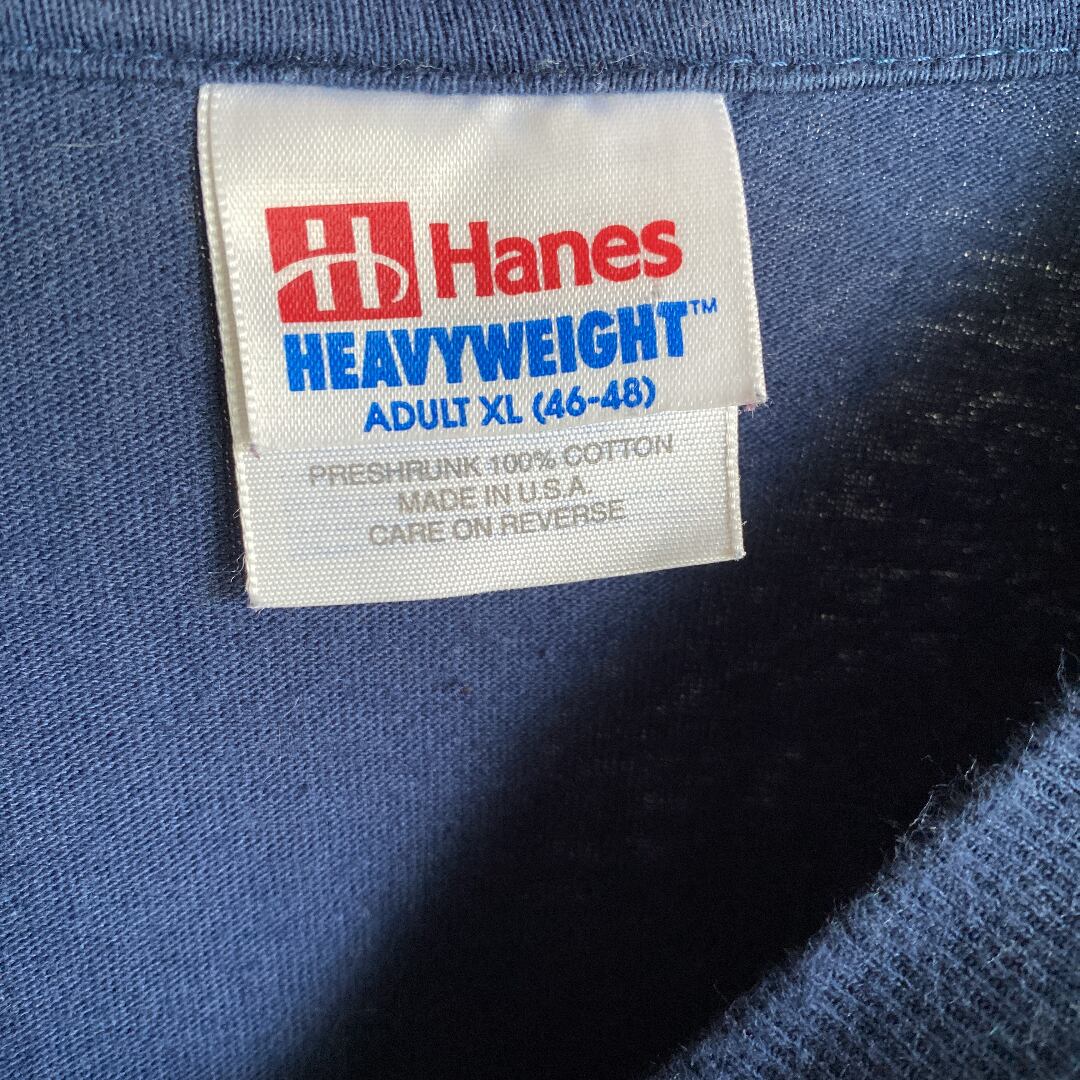 H Hanes
HEAVYWEIGHT™
ADULT XL (46-48)
PRESHRUNK 100% COTTON
MADE IN U.S.A.
CARE ON REVERSE